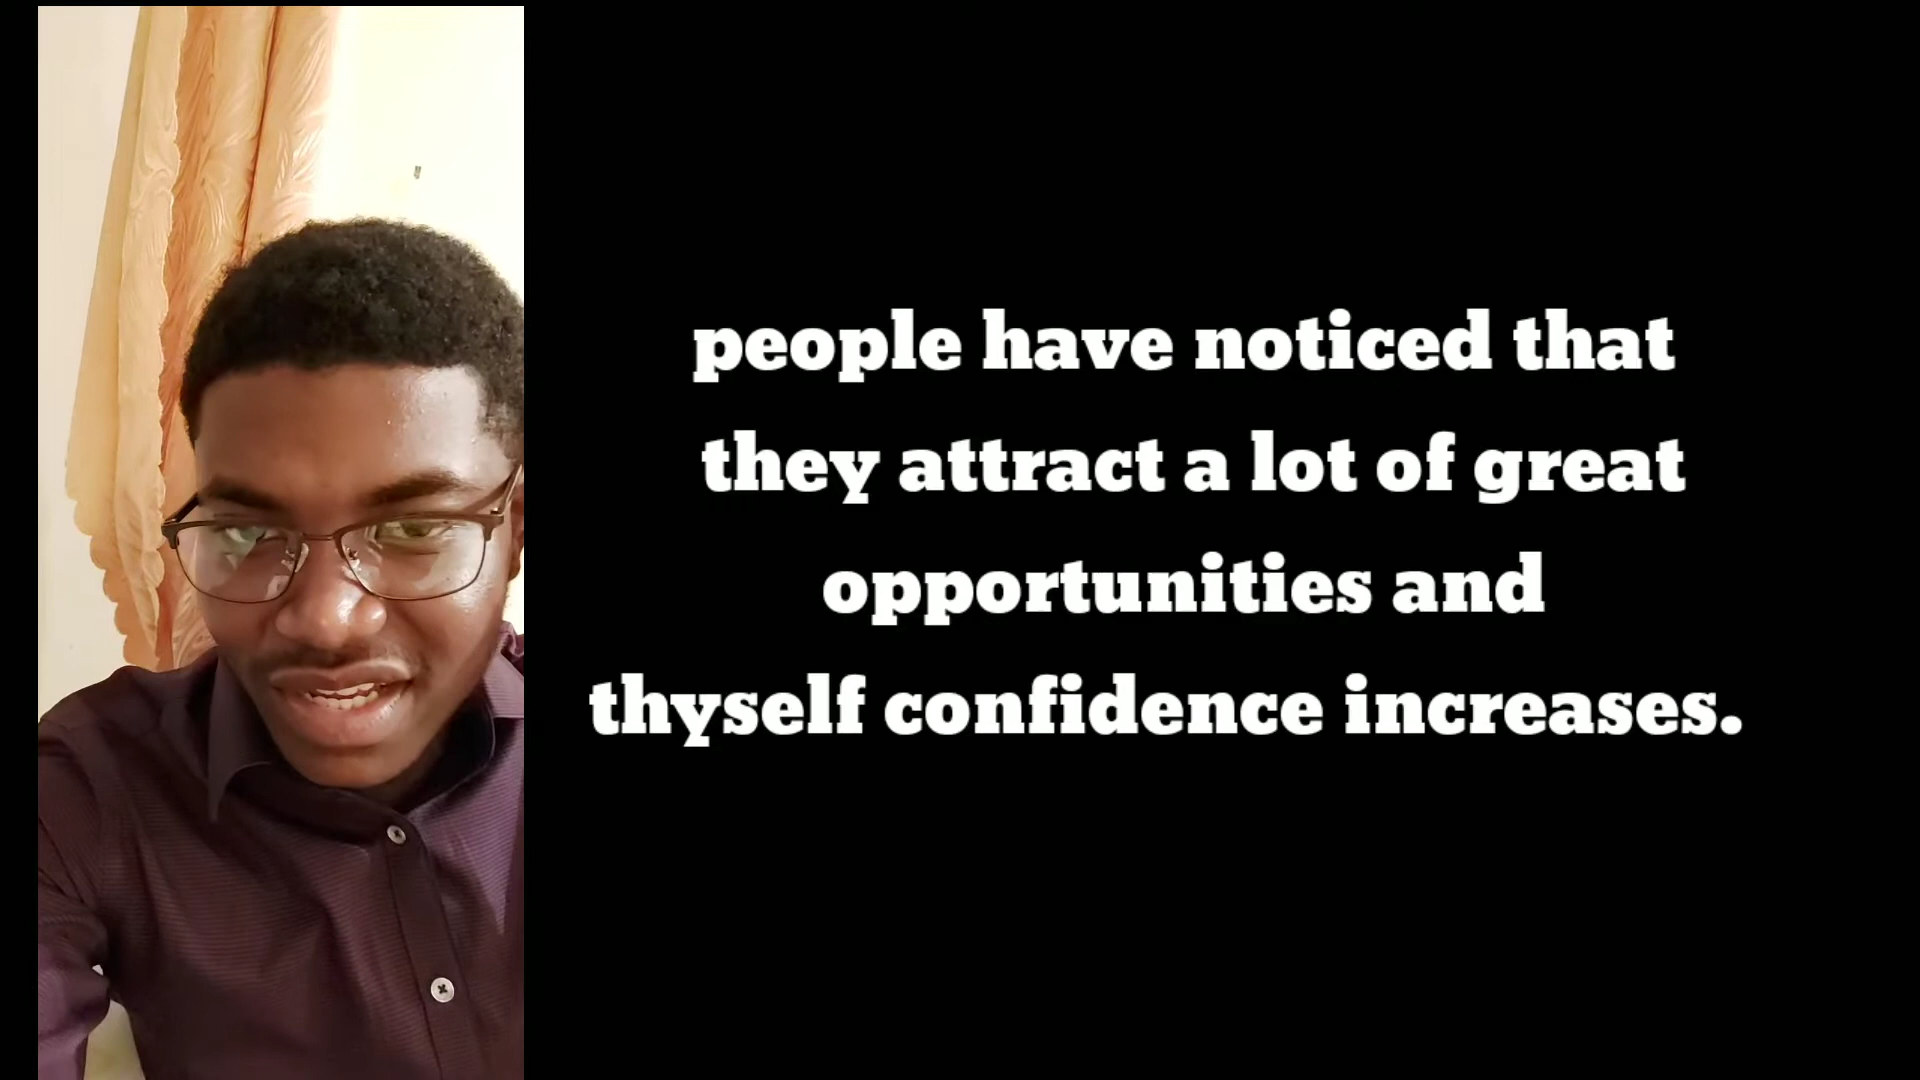 people have noticed that
they attract a lot of great
opportunities and
thyself confidence increases.